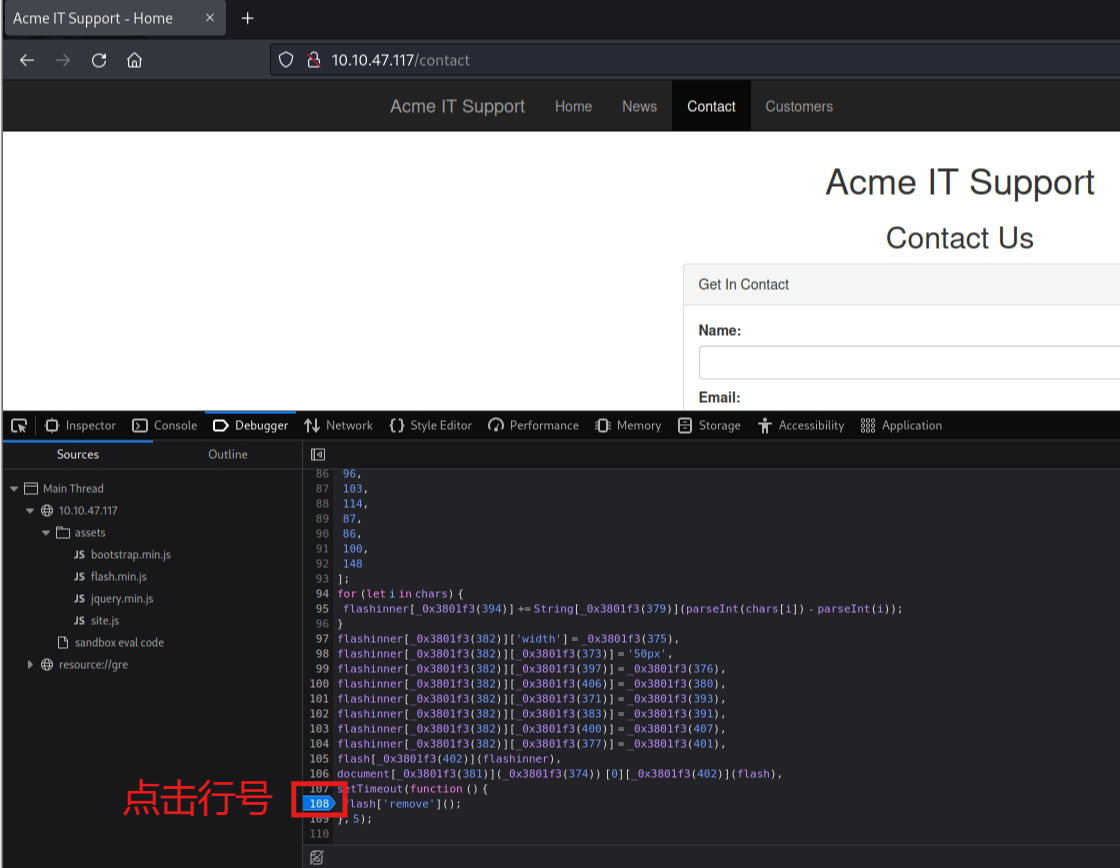 Acme IT Support - Home
10.10.47.117/contact
Acme IT Support Home News Contact Customers
Acme IT Support
Contact Us
Get In Contact
Name:
Email:
Inspector Console Debugger Network Style Editor Performance Memory Storage Accessibility Application
Sources Outline
Main Thread
10.10.47.117
assets
JS bootstrap.min.js
JS flash.min.js
JS jquery.min.js
JS site.js
sandbox eval code
resource://gre
86 96,
87 103,
88 114,
89 87,
90 86,
91 100,
92 148
93 ];
94 for (let i in chars) {
95 flashinner[_0x3801f3(394)] += String[_0x3801f3(379)](parseInt(chars[i]) - parseInt(i));
96 }
97 flashinner[_0x3801f3(382)]['width'] = _0x3801f3(375),
98 flashinner[_0x3801f3(382)][_0x3801f3(373)] = '50px',
99 flashinner[_0x3801f3(382)][_0x3801f3(397)] = _0x3801f3(376),
100 flashinner[_0x3801f3(382)][_0x3801f3(406)] = _0x3801f3(380),
101 flashinner[_0x3801f3(382)][_0x3801f3(371)] = _0x3801f3(393),
102 flashinner[_0x3801f3(382)][_0x3801f3(383)] = _0x3801f3(391),
103 flashinner[_0x3801f3(382)][_0x3801f3(400)] = _0x3801f3(407),
104 flashinner[_0x3801f3(382)][_0x3801f3(377)] = _0x3801f3(401),
105 flash[_0x3801f3(402)](flashinner),
106 document[_0x3801f3(381)](_0x3801f3(374)) [0][_0x3801f3(402)](flash),
107 setTimeout(function () {
点击行号 108 flash['remove']();
109 }, 5);
110